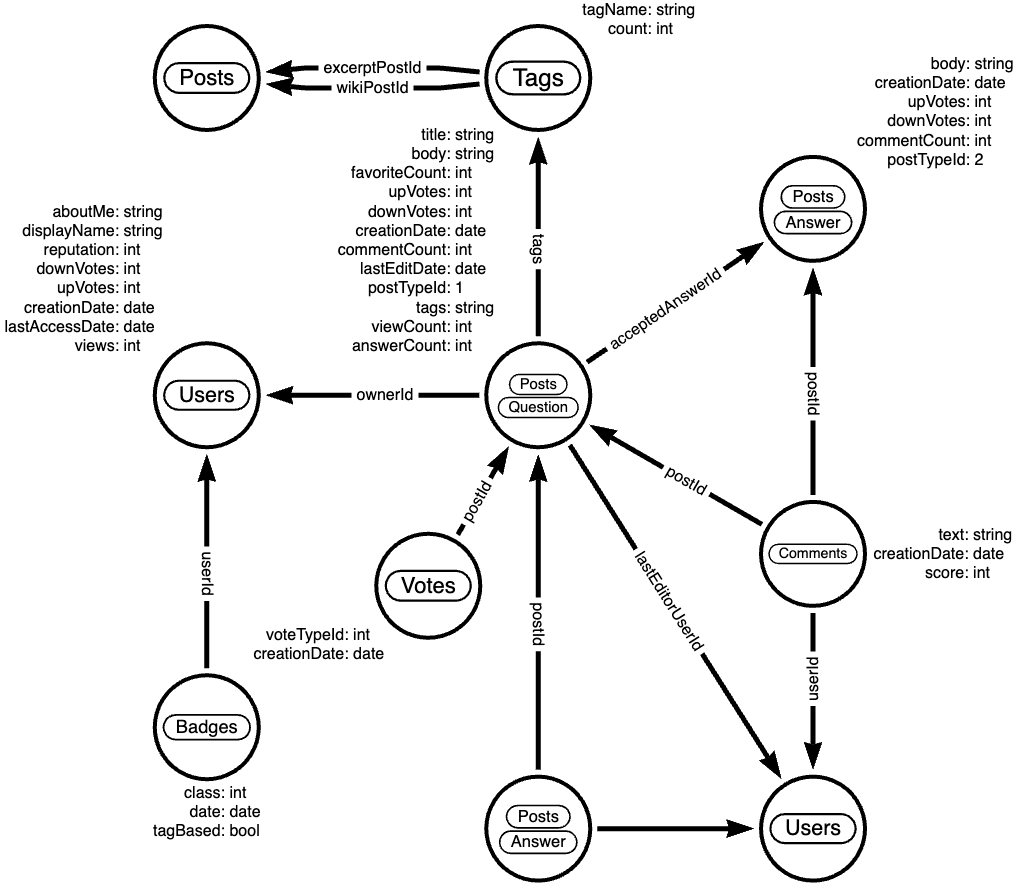 tagName: string
count: int
Posts
excerptPostId
wikiPostId
Tags
body: string
creationDate: date
upVotes: int
downVotes: int
commentCount: int
postTypeId: 2
title: string
body: string
favoriteCount: int
upVotes: int
downVotes: int
creationDate: date
commentCount: int
lastEditDate: date
postTypeId: 1
tags: string
viewCount: int
answerCount: int
tags
Posts
Answer
aboutMe: string
displayName: string
reputation: int
downVotes: int
upVotes: int
creationDate: date
lastAccessDate: date
views: int
acceptedAnswerId
Users
ownerId
Posts
Question
postId
postId
postId
Comments
text: string
creationDate: date
score: int
userId
Votes
voteTypeId: int
creationDate: date
postId
lastEditorUserId
userId
Badges
class: int
date: date
tagBased: bool
Posts
Answer
Users